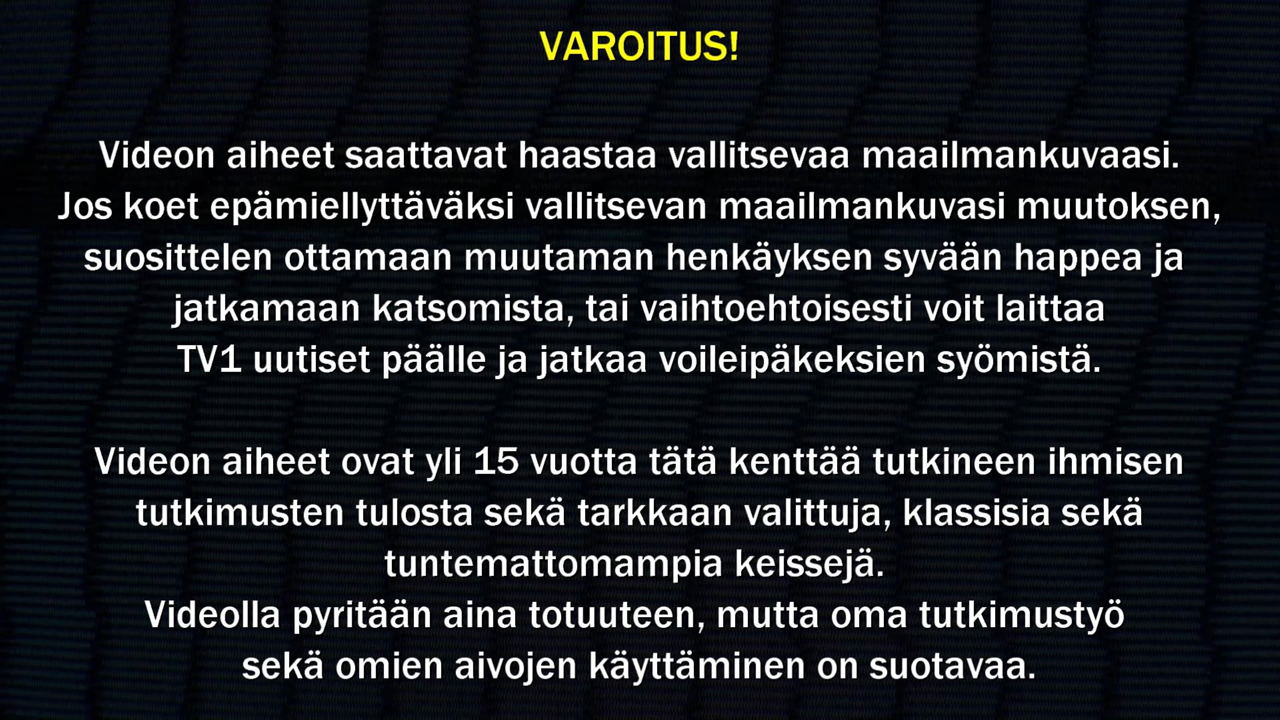 VAROITUS!
Videon aiheet saattavat haastaa vallitsevaa maailmankuvaasi.
Jos koet epämiellyttäväksi vallitsevan maailmankuvasi muutoksen,
suosittelen ottamaan muutaman henkäyksen syvään happea ja
jatkamaan katsomista, tai vaihtoehtoisesti voit laittaa
TV1 uutiset päälle ja jatkaa voileipäkeksien syömistä.
Videon aiheet ovat yli 15 vuotta tätä kenttää tutkineen ihmisen
tutkimusten tulosta sekä tarkkaan valittuja, klassisia sekä
tuntemattomampia keissejä.
Videolla pyritään aina totuuteen, mutta oma tutkimustyö
sekä omien aivojen käyttäminen on suotavaa.